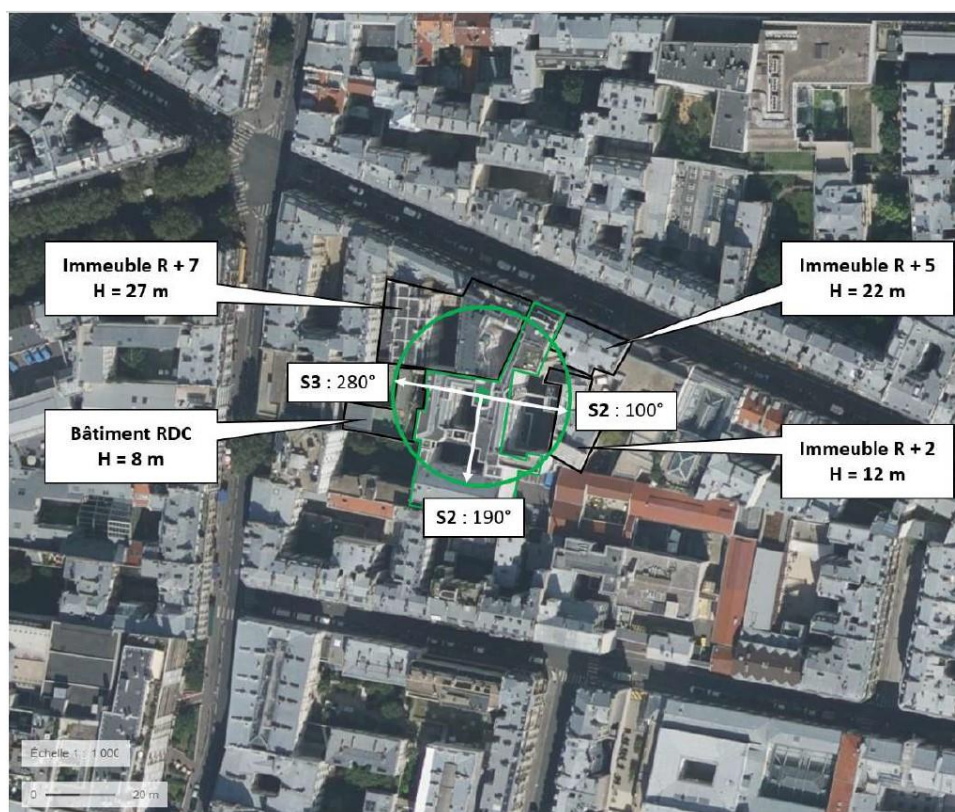 Immeuble R + 7
H = 27 m
Immeuble R + 5
H = 22 m
S3 : 280°
S2 : 100°
Bâtiment RDC
H = 8 m
Immeuble R + 2
H = 12 m
S2 : 190°
Échelle 1 : 1 000
0 20 m